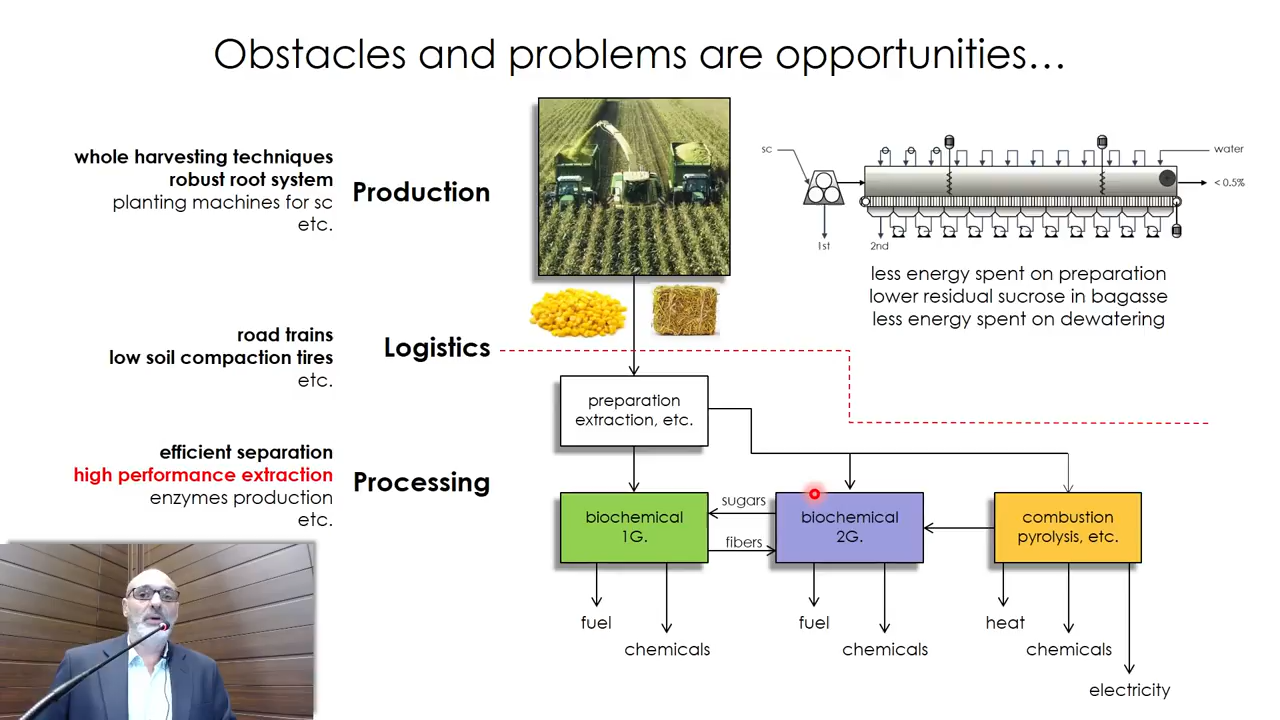 Obstacles and problems are opportunities…
whole harvesting techniques
robust root system
planting machines for sc
etc.
Production
sc
1st
2nd
water
< 0.5%
less energy spent on preparation
lower residual sucrose in bagasse
less energy spent on dewatering
road trains
low soil compaction tires
etc.
Logistics
preparation
extraction, etc.
efficient separation
high performance extraction
enzymes production
etc.
Processing
biochemical
1G.
sugars
fibers
biochemical
2G.
combustion
pyrolysis, etc.
fuel
chemicals
fuel
chemicals
heat
chemicals
electricity